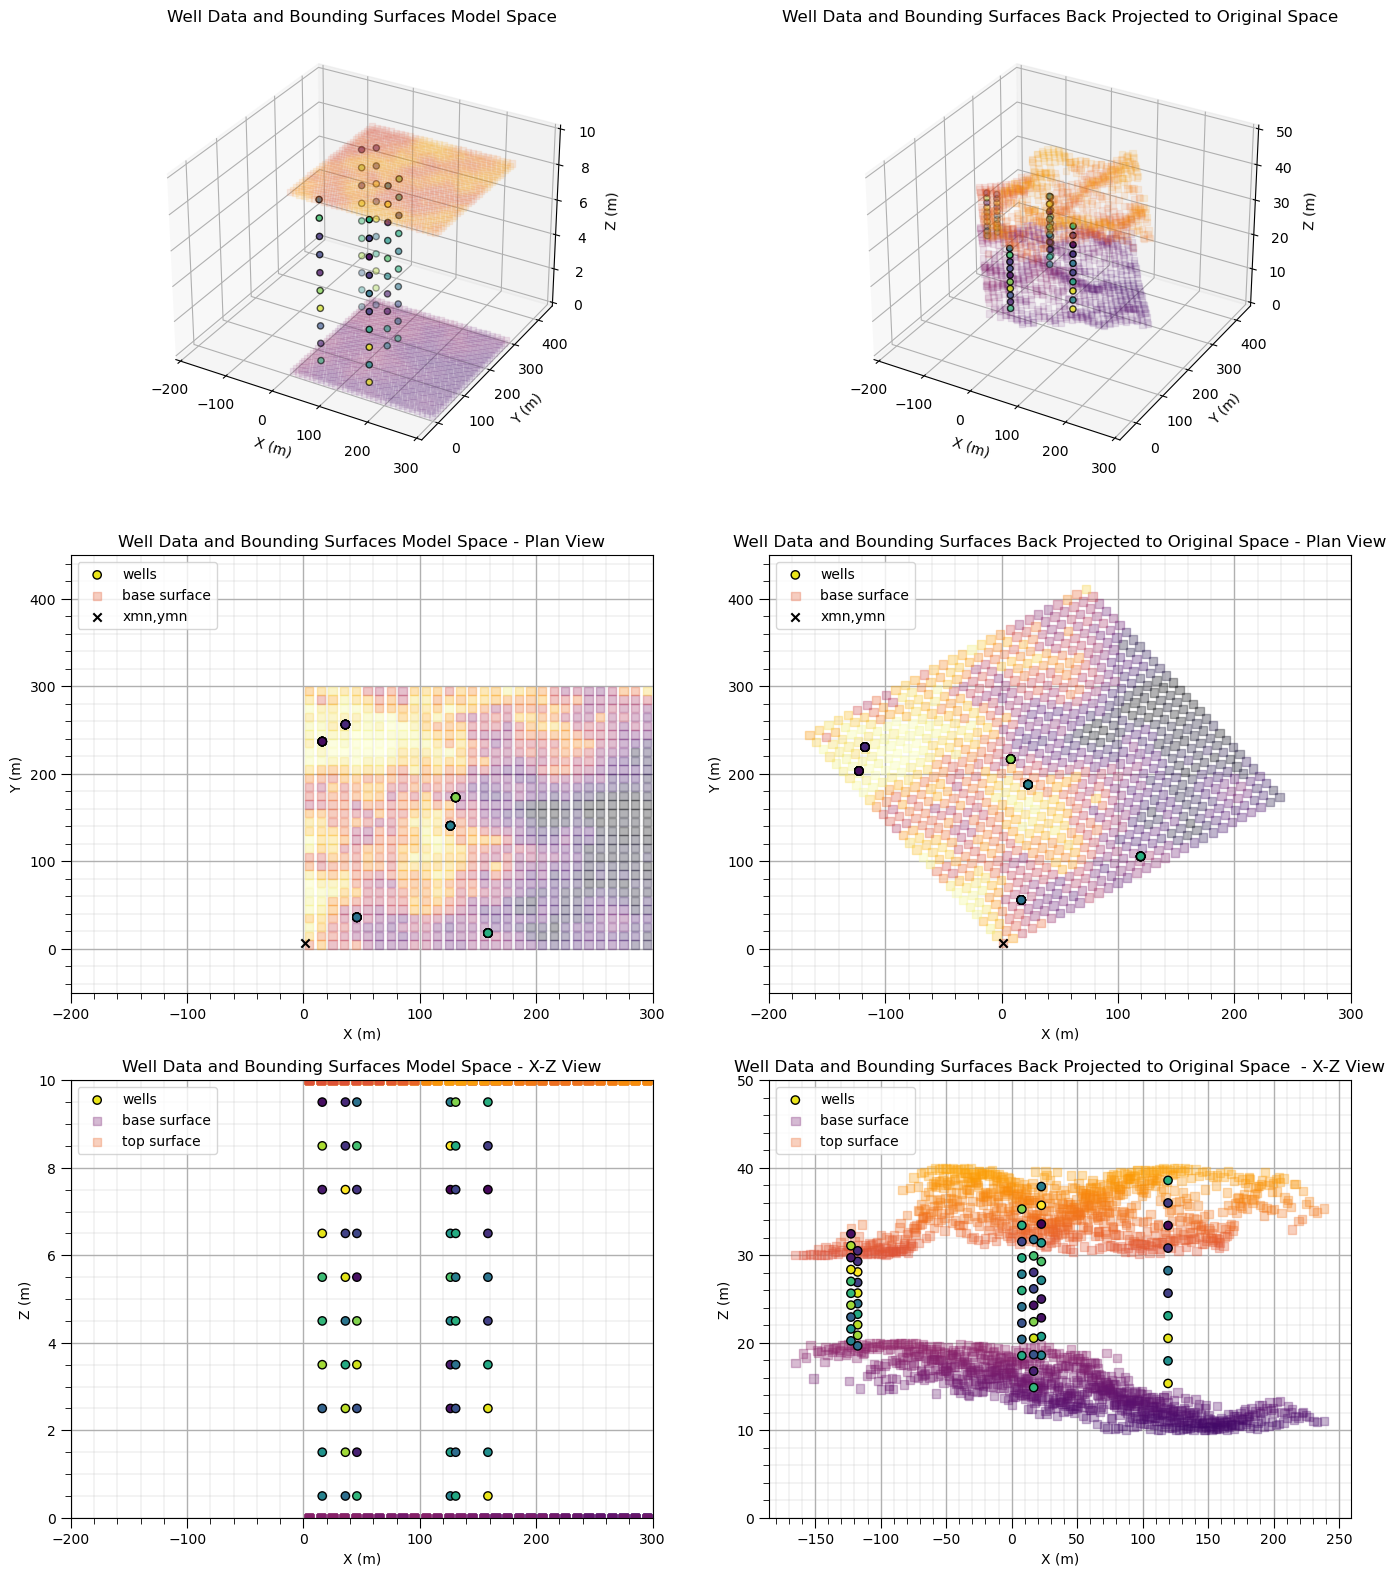 Well Data and Bounding Surfaces Model Space
10
8
6
4
2
0
Z (m)
−200
−100
0
100
200
300
X (m)
0
100
200
300
400
Y (m)
Well Data and Bounding Surfaces Back Projected to Original Space
50
40
30
20
10
0
Z (m)
−200
−100
0
100
200
300
X (m)
0
100
200
300
400
Y (m)
Well Data and Bounding Surfaces Model Space - Plan View
wells
base surface
xmn,ymn
400
300
200
100
0
Y (m)
−200 −100 0 100 200 300
X (m)
Well Data and Bounding Surfaces Back Projected to Original Space - Plan View
wells
base surface
xmn,ymn
400
300
200
100
0
Y (m)
−200 −100 0 100 200 300
X (m)
Well Data and Bounding Surfaces Model Space - X-Z View
wells
base surface
top surface
10
8
6
4
2
0
Z (m)
−200 −100 0 100 200 300
X (m)
Well Data and Bounding Surfaces Back Projected to Original Space  - X-Z View
wells
base surface
top surface
50
40
30
20
10
0
Z (m)
−150 −100 −50 0 50 100 150 200 250
X (m)